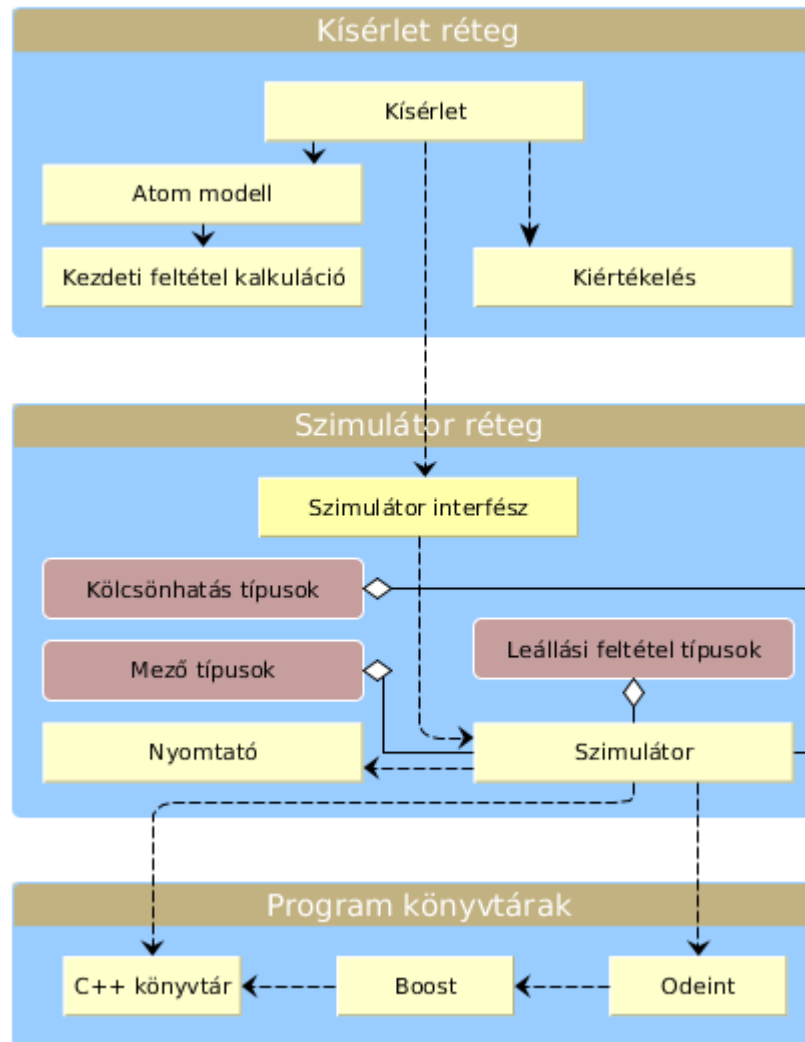 Kísérlet réteg
Kísérlet
Atom modell
Kezdeti feltétel kalkuláció
Kiértékelés
Szimulátor réteg
Szimulátor interfész
Kölcsönhatás típusok
Leállási feltétel típusok
Mező típusok
Nyomtató
Szimulátor
Program könyvtárak
C++ könyvtár
Boost
Odeint